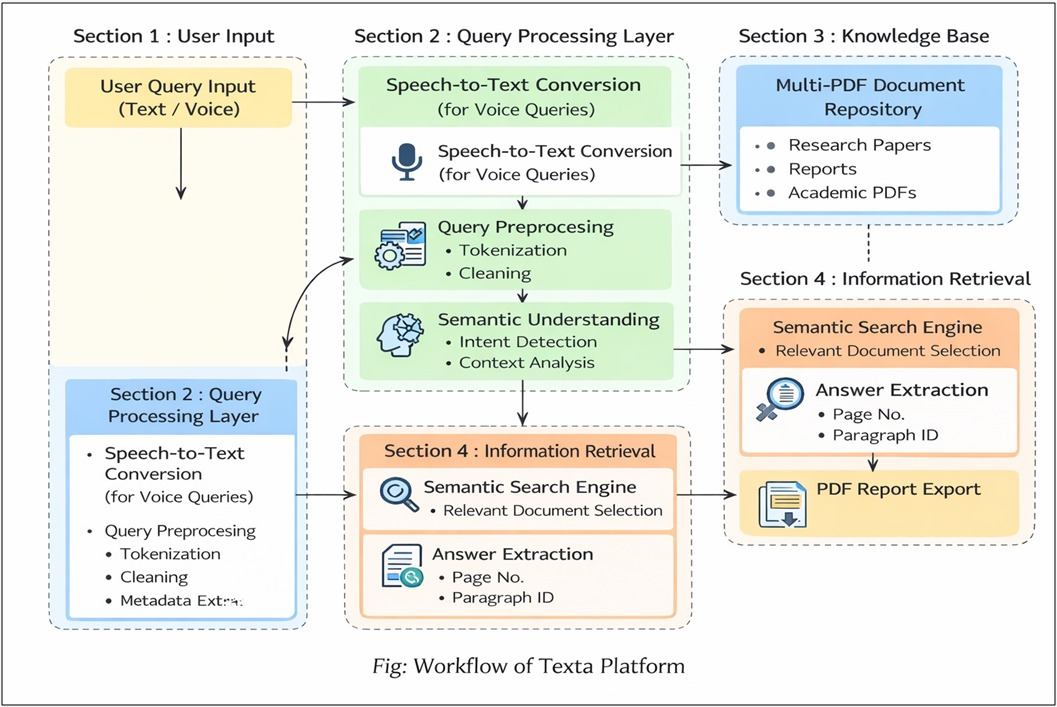 Section 1 : User Input
User Query Input
(Text / Voice)
Section 2 : Query
Processing Layer
• Speech-to-Text
Conversion
(for Voice Queries)
• Query Preprocesing
• Tokenization
• Cleaning
• Metadata
Section 2 : Query Processing Layer
Speech-to-Text Conversion
(for Voice Queries)
Speech-to-Text Conversion
(for Voice Queries)
Query Preprocesing
• Tokenization
• Cleaning
Semantic Understanding
• Intent Detection
• Context Analysis
Section 4 : Information Retrieval
Semantic Search Engine
• Relevant Document Selection
Answer Extraction
• Page No.
• Paragraph ID
Section 3 : Knowledge Base
Multi-PDF Document
Repository
• Research Papers
• Reports
• Academic PDFs
Section 4 : Information Retrieval
Semantic Search Engine
• Relevant Document Selection
Answer Extraction
• Page No.
• Paragraph ID
PDF Report Export
Fig: Workflow of Texta Platform